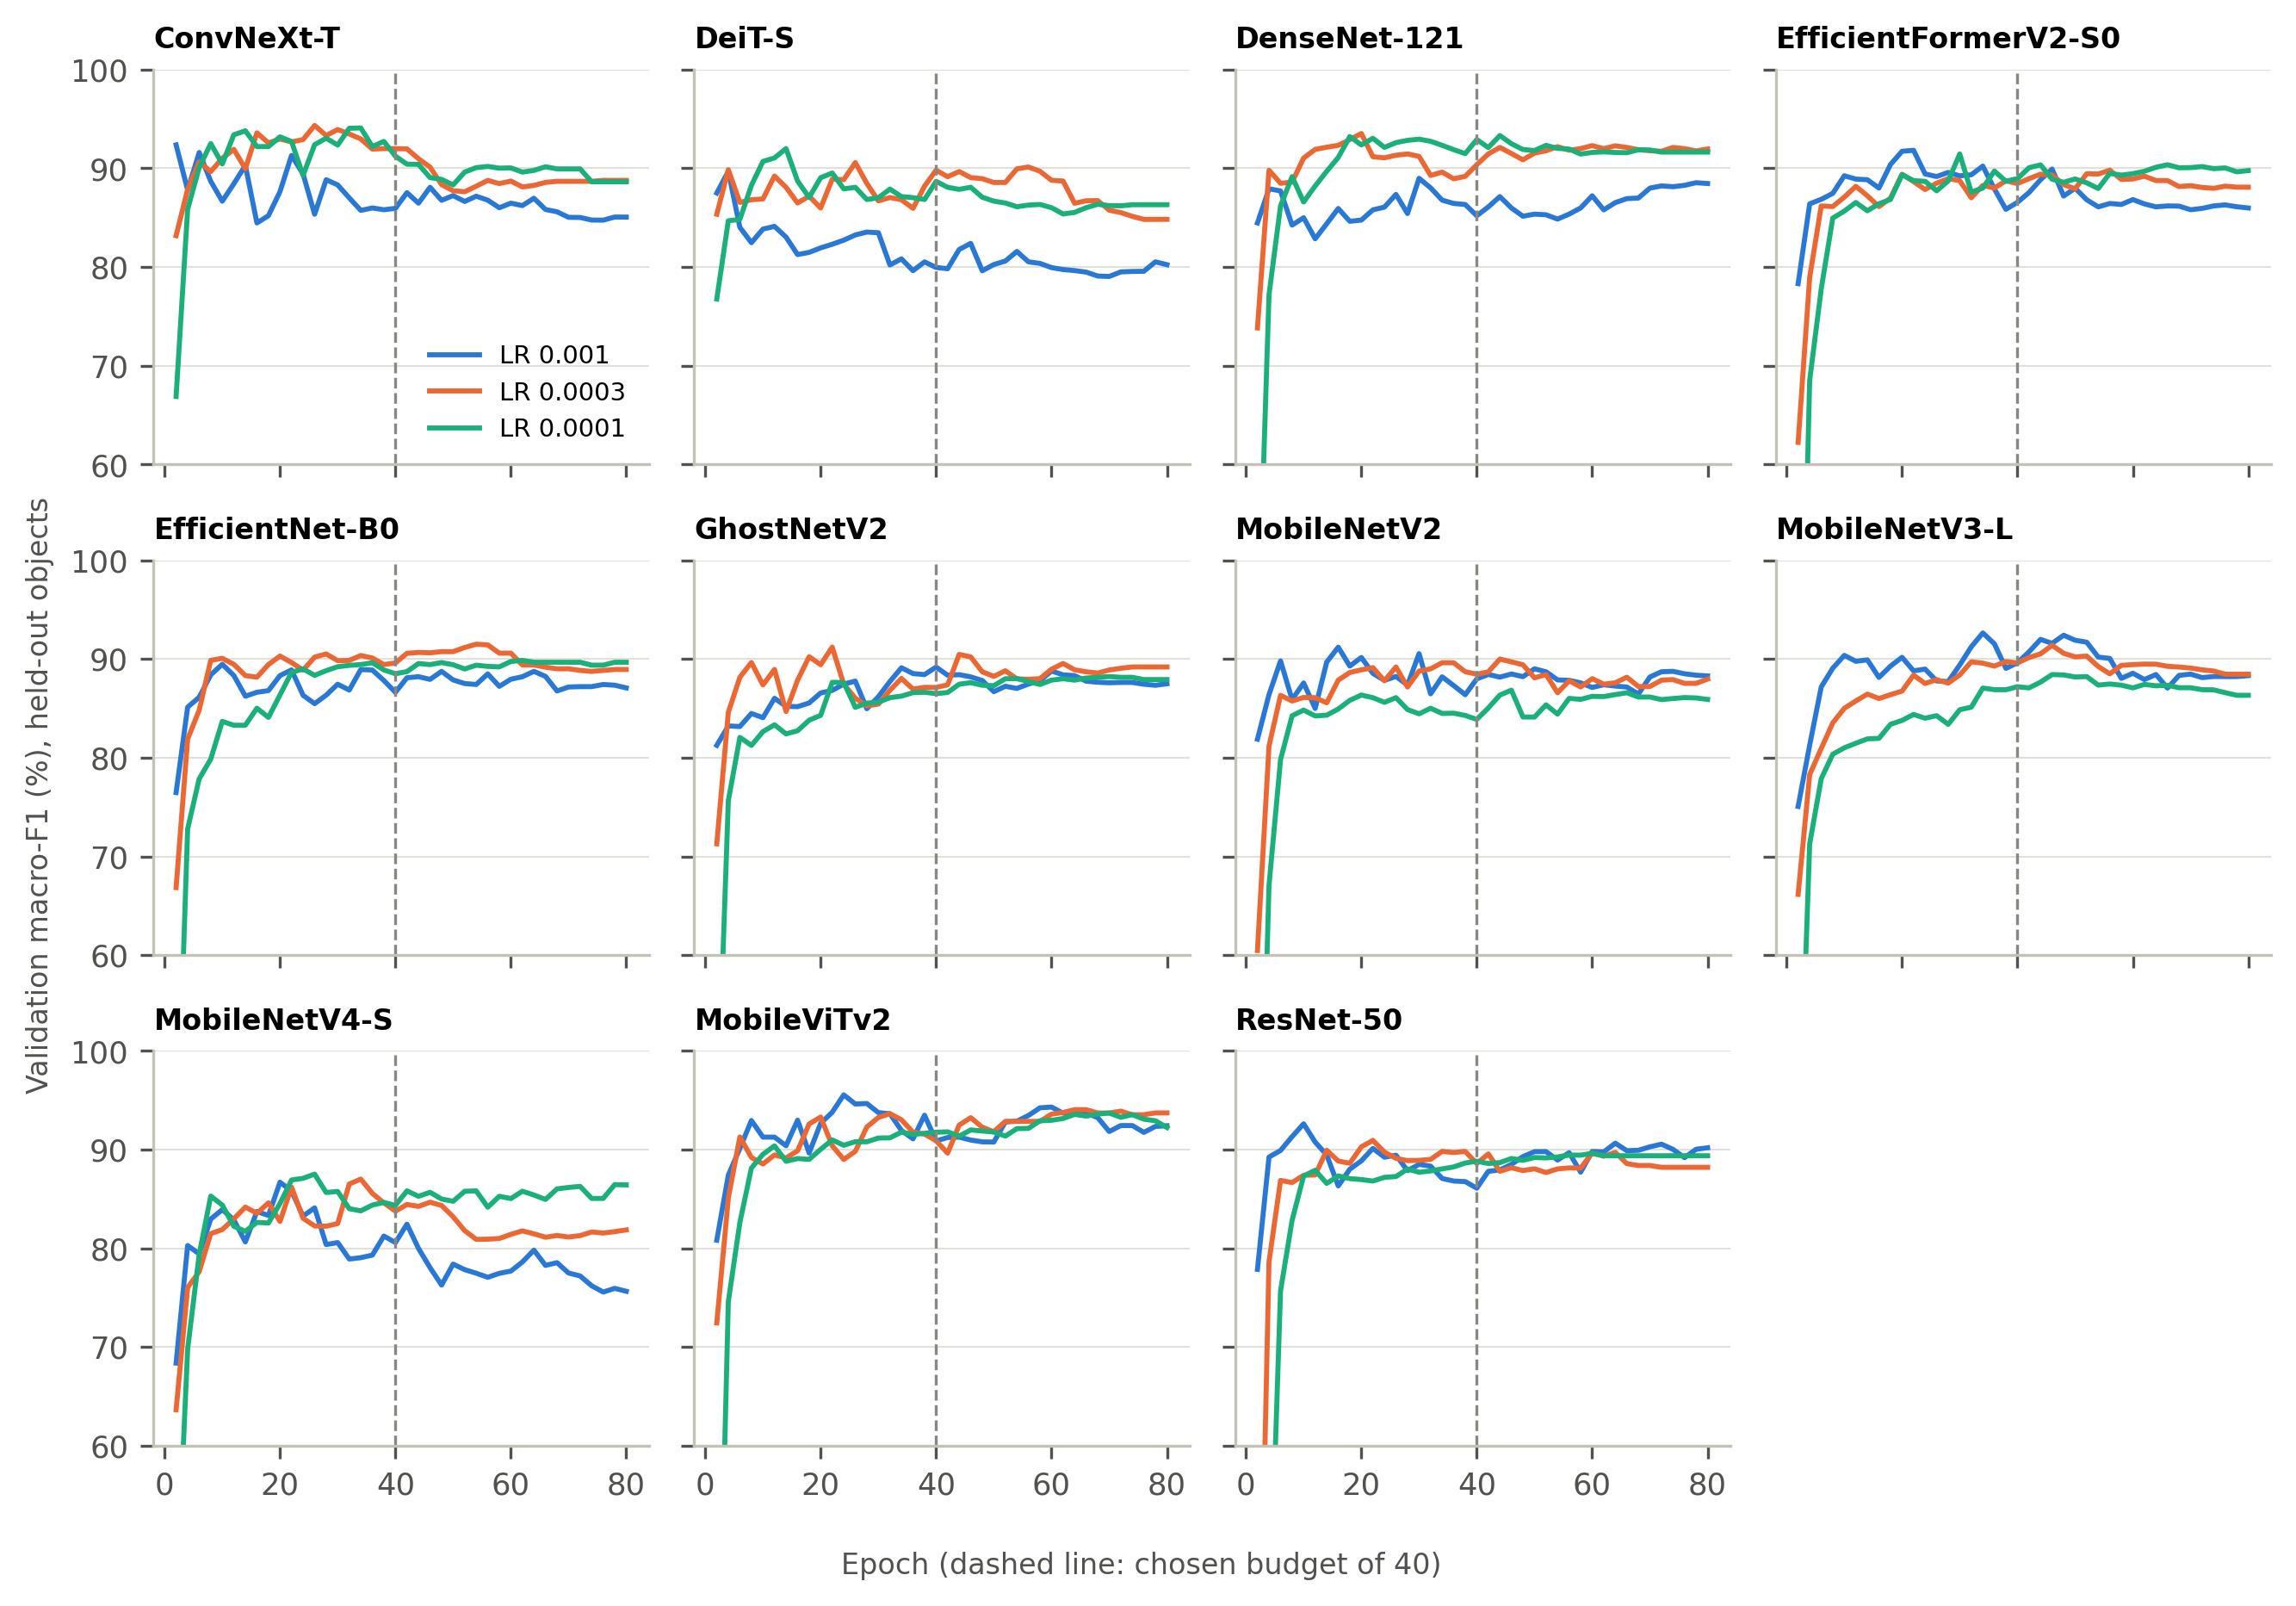 ConvNeXt-T
DeiT-S
DenseNet-121
EfficientFormerV2-S0
100
90
80
70
60
LR 0.001
LR 0.0003
LR 0.0001
Validation macro-F1 (%), held-out objects
EfficientNet-B0
GhostNetV2
MobileNetV2
MobileNetV3-L
100
90
80
70
60
MobileNetV4-S
MobileViTv2
ResNet-50
100
90
80
70
60
0 20 40 60 80
0 20 40 60 80
0 20 40 60 80
Epoch (dashed line: chosen budget of 40)